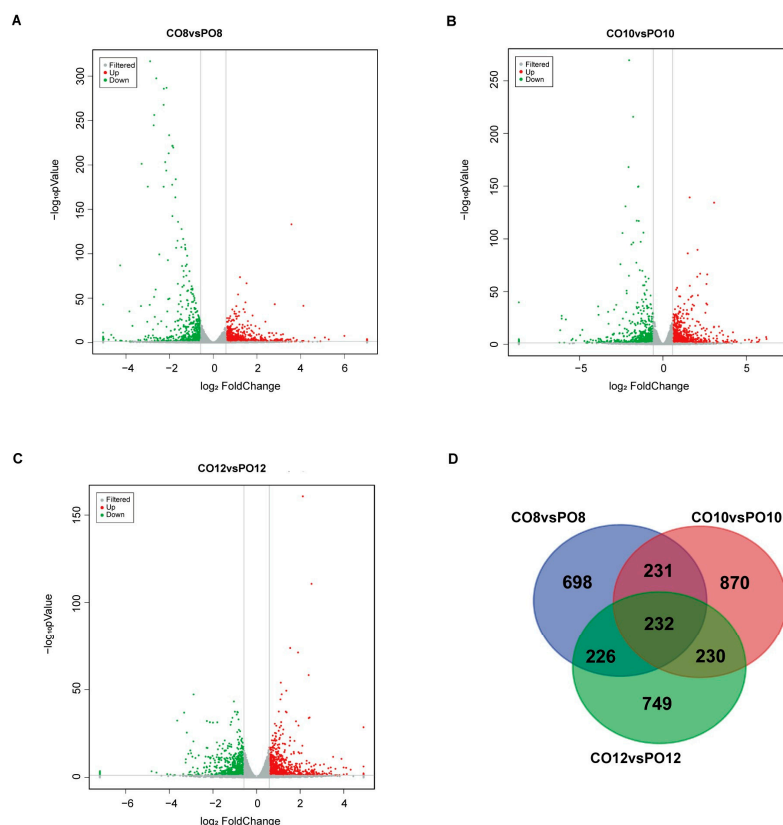 A
CO8vsPO8
Filtered
Up
Down
300
250
200
150
100
50
0
−log₁₀pValue
−4 −2 0 2 4 6
log₂ FoldChange
B
CO10vsPO10
Filtered
Up
Down
250
200
150
100
50
0
−log₁₀pValue
−5 0 5
log₂ FoldChange
C
CO12vsPO12
Filtered
Up
Down
150
100
50
0
−log₁₀pValue
−6 −4 −2 0 2 4
log₂ FoldChange
D
CO8vsPO8
CO10vsPO10
698
231
870
232
226
230
749
CO12vsPO12